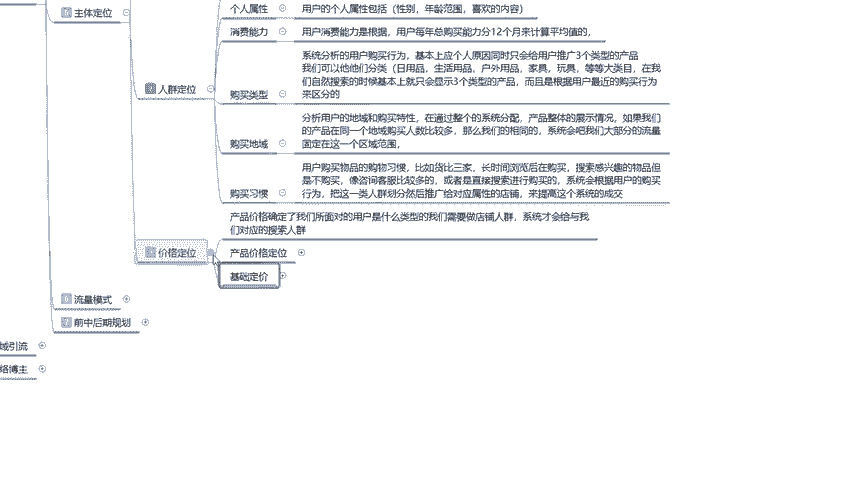 个人属性
用户的个人属性包括（性别，年龄范围，喜欢的内容）
主体定位
消费能力
用户消费能力是根据，用户每年总购买能力分12个月来计算平均值的，
人群定位
购买类型
系统分析的用户购买行为，基本上应个人原因同时只会给用户推广3个类型的产品
我们可以他他们分类（日用品，生活用品，户外用品，家具，玩具，等等大类目，在我
们自然搜索的时候基本上就只会显示3个类型的产品，而且是根据用户最近的购买行为
来区分的
购买地域
分析用户的地域和购买特性，在通过整个的系统分配，产品整体的展示情况，如果我们
的产品在同一个地域购买人数比较多，那么我们的相同的，系统会吧我们大部分的流量
固定在这一个区域范围，
购买习惯
用户购买物品的购物习惯，比如货比三家，长时间浏览后在购买，搜索感兴趣的物品但
是不购买，像咨询客服比较多的，或者是直接搜索进行购买的，系统会根据用户的购买
行为，把这一类人群划分然后推广给对应属性的店铺，来提高这个系统的成交
产品价格确定了我们所面对的用户是什么类型的我们需要做店铺人群，系统才会给与我
们对应的搜索人群
价格定位
产品价格定位
基础定价
流量模式
前中后期规划
域引流
络博主